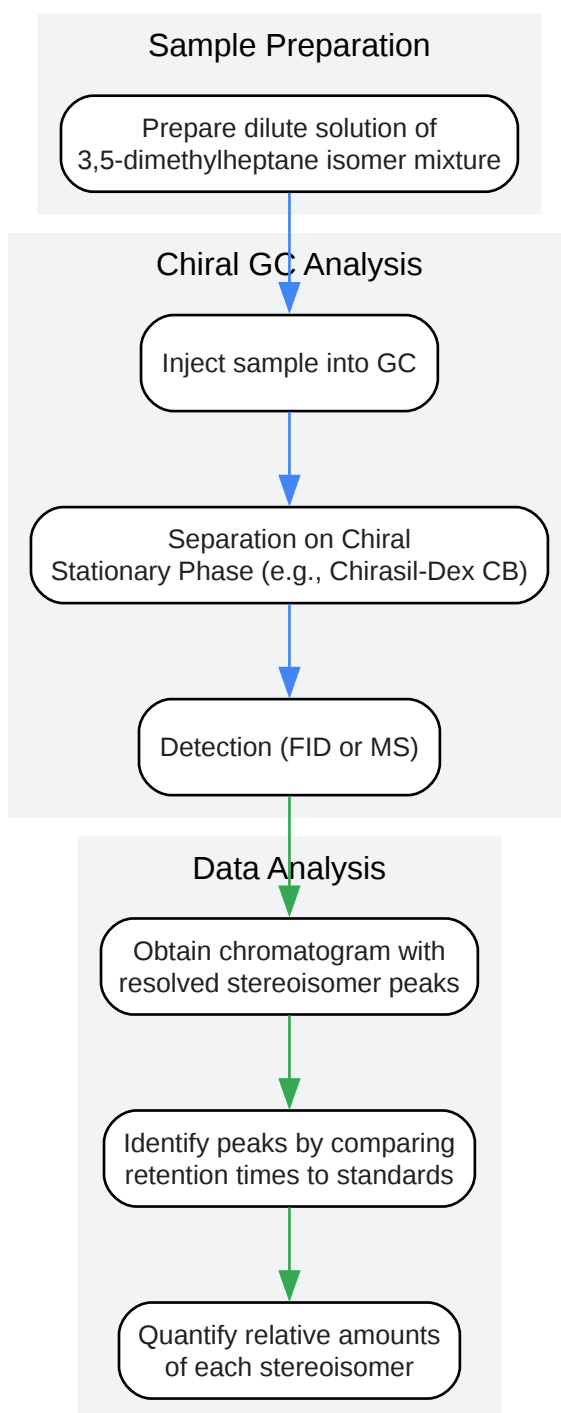 Sample Preparation
Prepare dilute solution of
3,5-dimethylheptane isomer mixture
Chiral GC Analysis
Inject sample into GC
Separation on Chiral
Stationary Phase (e.g., Chirasil-Dex CB)
Detection (FID or MS)
Data Analysis
Obtain chromatogram with
resolved stereoisomer peaks
Identify peaks by comparing
retention times to standards
Quantify relative amounts
of each stereoisomer